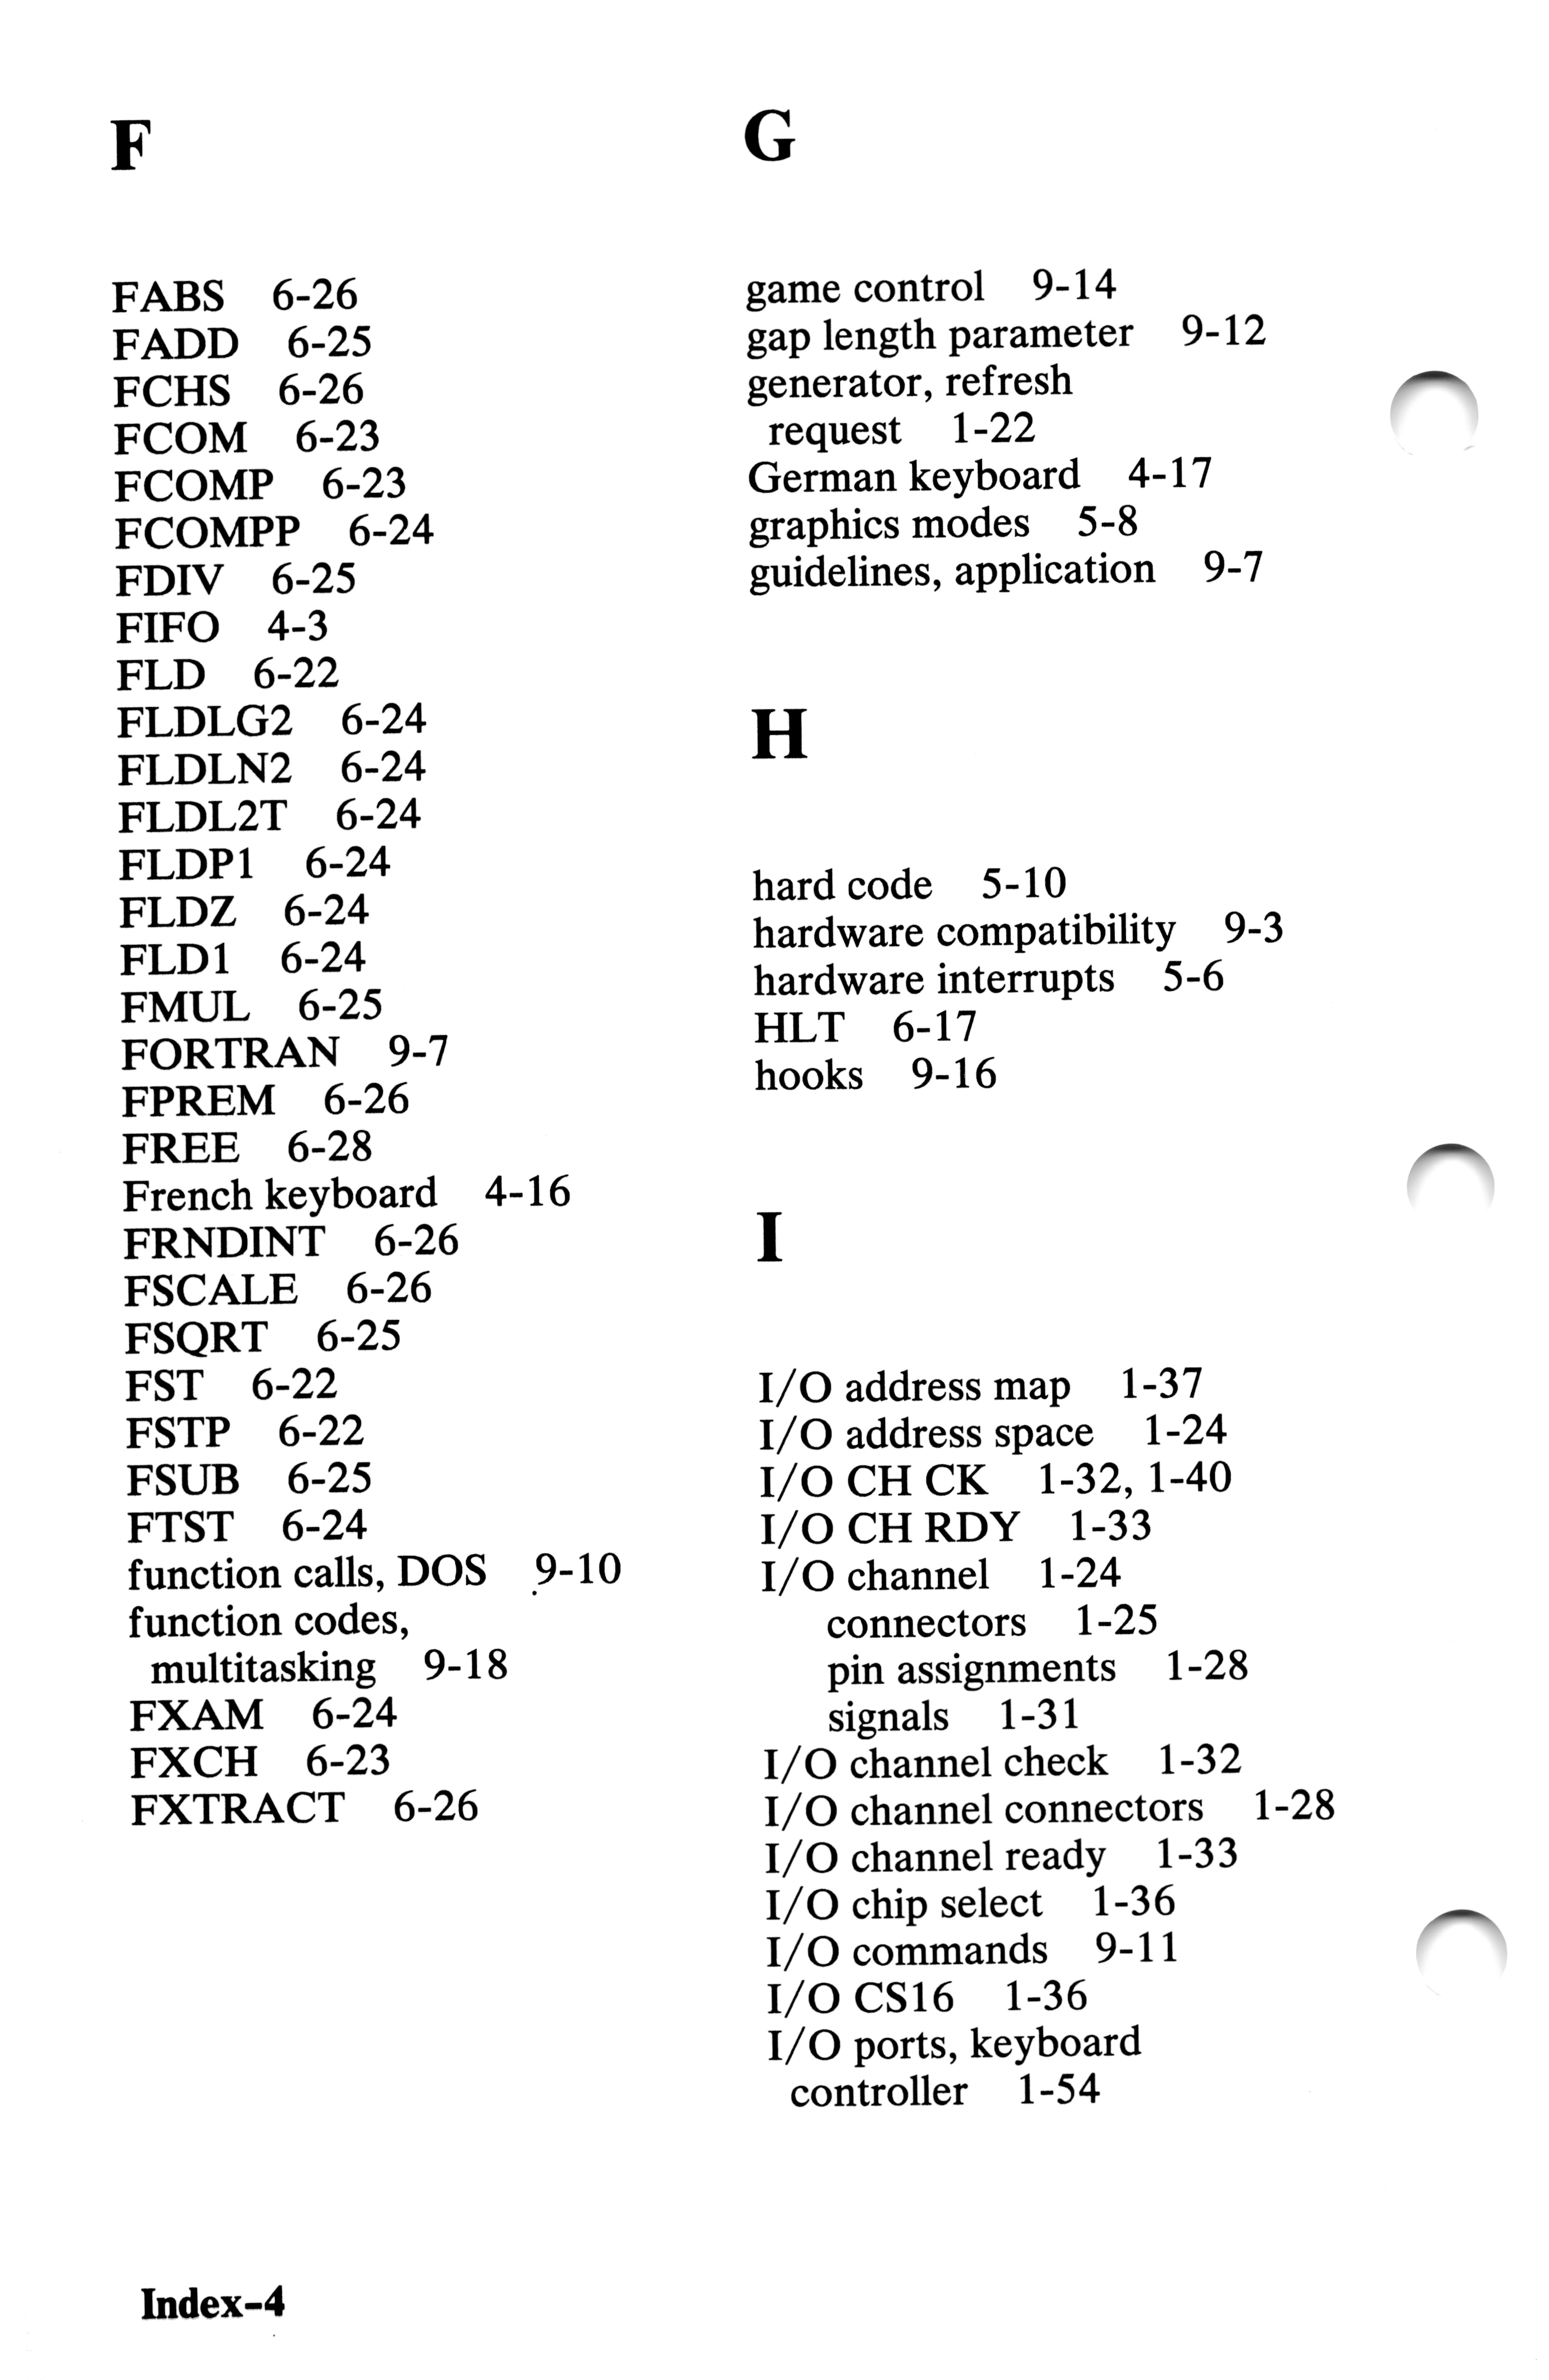 F
FABS 6-26
FADD 6-25
FCHS 6-26
FCOM 6-23
FCOMP 6-23
FCOMPP 6-24
FDIV 6-25
FIFO 4-3
FLD 6-22
FLDLG2 6-24
FLDLN2 6-24
FLDL2T 6-24
FLDP1 6-24
FLDZ 6-24
FLD1 6-24
FMUL 6-25
FORTRAN 9-7
FPREM 6-26
FREE 6-28
French keyboard 4-16
FRNDINT 6-26
FSCALE 6-26
FSQRT 6-25
FST 6-22
FSTP 6-22
FSUB 6-25
FTST 6-24
function calls, DOS 9-10
function codes,
multitasking 9-18
FXAM 6-24
FXCH 6-23
FXTRACT 6-26
G
game control 9-14
gap length parameter 9-12
generator, refresh
request 1-22
German keyboard 4-17
graphics modes 5-8
guidelines, application 9-7
H
hard code 5-10
hardware compatibility 9-3
hardware interrupts 5-6
HLT 6-17
hooks 9-16
I
I/O address map 1-37
I/O address space 1-24
I/O CH CK 1-32, 1-40
I/O CH RDY 1-33
I/O channel 1-24
connectors 1-25
pin assignments 1-28
signals 1-31
I/O channel check 1-32
I/O channel connectors 1-28
I/O channel ready 1-33
I/O chip select 1-36
I/O commands 9-11
I/O CS16 1-36
I/O ports, keyboard
controller 1-54
Index-4